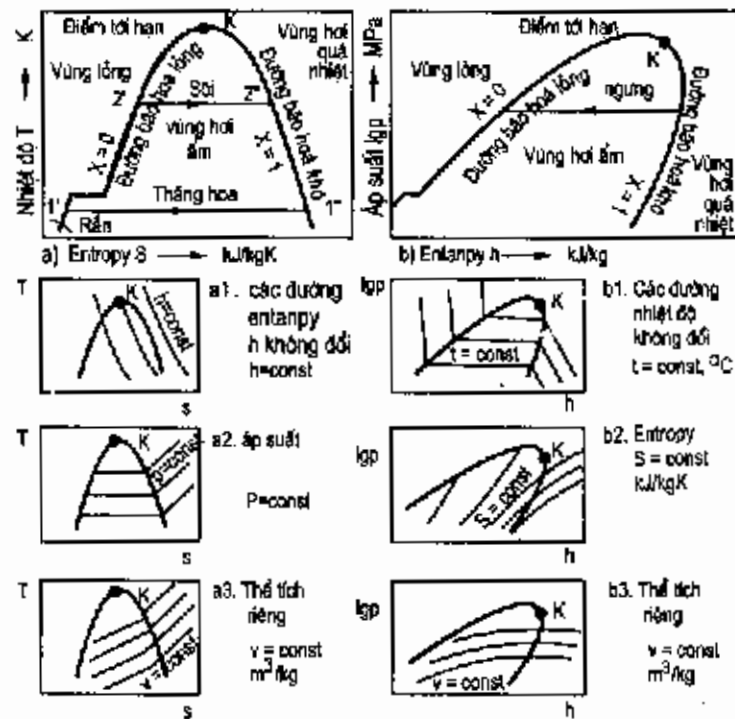 Nhiệt độ T → K
Điểm tới hạn
K
Vùng hơi
quá
nhiệt
Vùng lỏng
Đường bão hoà lỏng
Sôi
2'
2"
vùng hơi
ẩm
X = 0
X = 1
Đường bão hoà khô
Thăng hoa
1'
1"
Rắn
a) Entropy S → kJ/kgK
Áp suất lgp → MPa
Điểm tới hạn
K
Vùng lỏng
X = 0
Đường bão hoà lỏng
ngưng
Vùng hơi ẩm
X = 1
Đường bão hoà khô
Vùng
hơi
quá
nhiệt
b) Entanpy h → kJ/kg
T
K
h=const
s
a1. các đường
entanpy
h không đổi
h=const
lgp
K
t = const
h
b1. Các đường
nhiệt độ
không đổi
t = const, °C
T
K
p=const
s
a2. áp suất
P=const
lgp
K
S = const
h
b2. Entropy
S = const
kJ/kgK
T
K
v = const
s
a3. Thể tích
riêng
v = const
m³/kg
lgp
K
v = const
h
b3. Thể tích
riêng
v = const
m³/kg